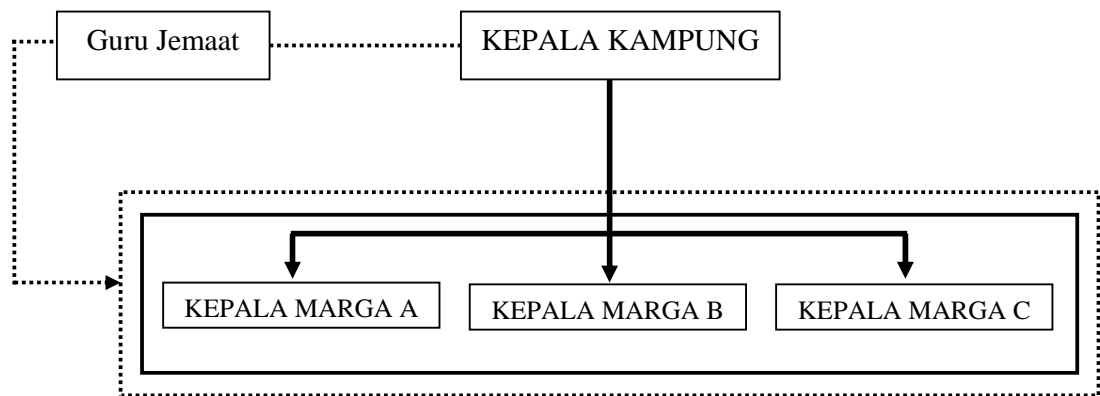 Guru Jemaat
KEPALA KAMPUNG
KEPALA MARGA A
KEPALA MARGA B
KEPALA MARGA C